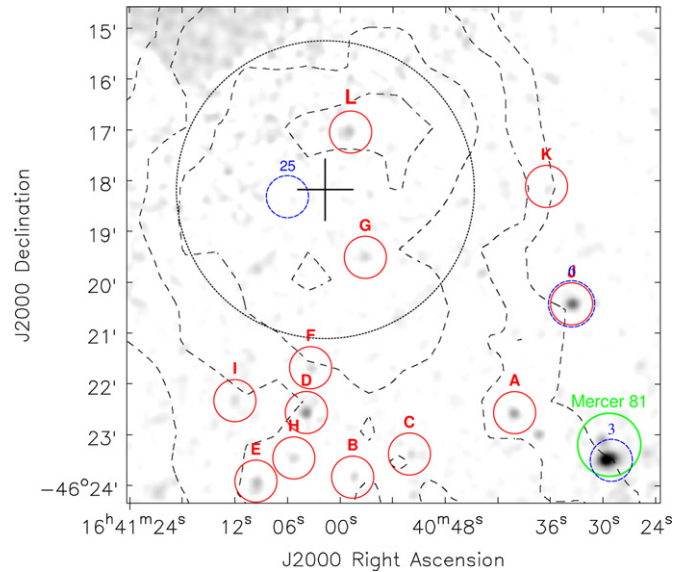 15'
16'
17'
18'
19'
20'
21'
22'
23'
−46°24'
J2000 Declination
L
K
25
G
J
F
I
D
A
Mercer 81
3
H
C
E
B
16h41m24s 12s 06s 00s 40m48s 36s 30s 24s
J2000 Right Ascension